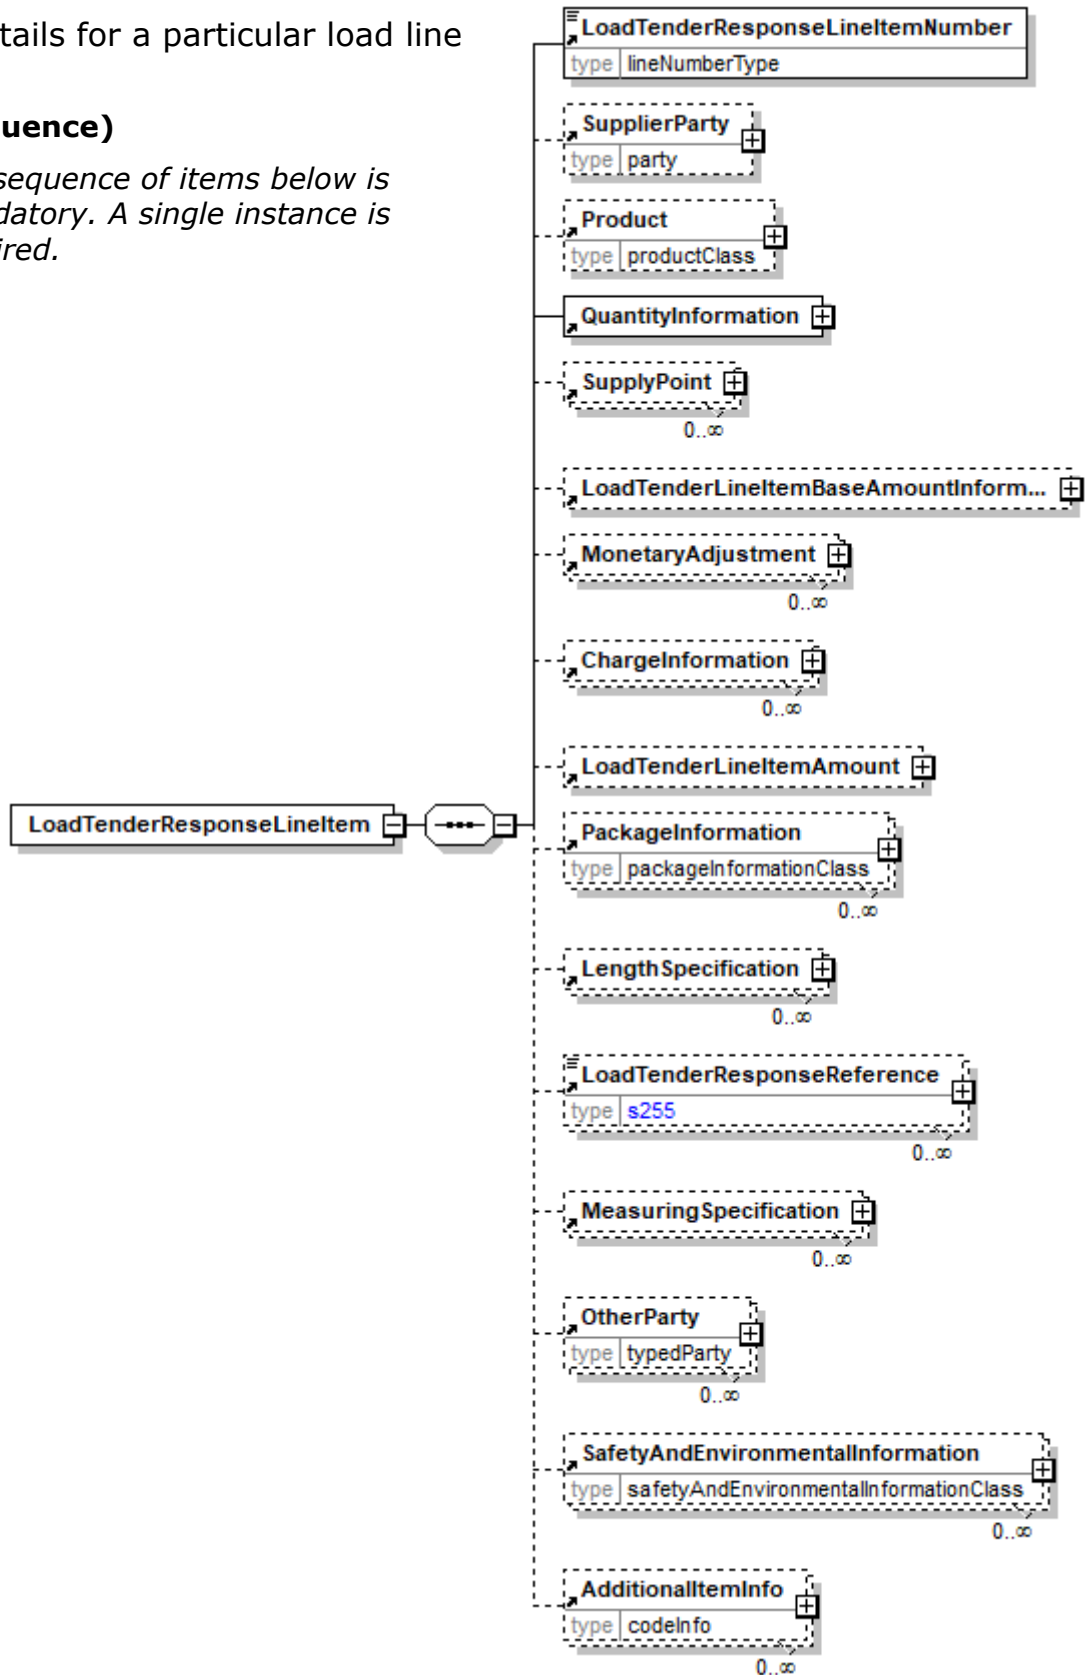 tails for a particular load line
uence)
sequence of items below is
datory. A single instance is
ired.
LoadTenderResponseLineItemNumber
type lineNumberType
SupplierParty
type party
Product
type productClass
QuantityInformation
SupplyPoint
0..∞
LoadTenderLineItemBaseAmountInform...
MonetaryAdjustment
0..∞
ChargeInformation
0..∞
LoadTenderLineItemAmount
LoadTenderResponseLineItem
PackageInformation
type packageInformationClass
0..∞
LengthSpecification
0..∞
LoadTenderResponseReference
type s255
0..∞
MeasuringSpecification
0..∞
OtherParty
type typedParty
0..∞
SafetyAndEnvironmentalInformation
type safetyAndEnvironmentalInformationClass
0..∞
AdditionalItemInfo
type codeInfo
0..∞